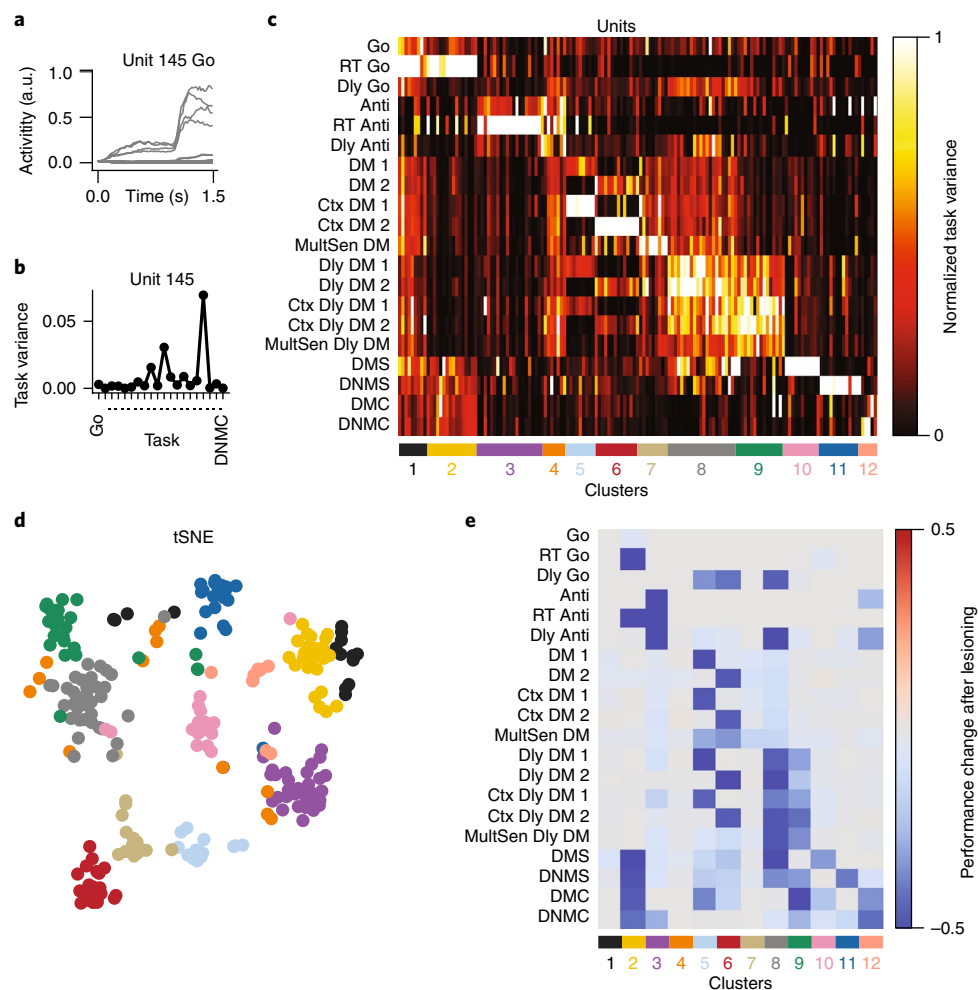 a
Unit 145 Go
Activitity (a.u.)
1.0
0.5
0.0
0.0
Time (s)
1.5
b
Unit 145
Task variance
0.05
0.00
Go
Task
DNMC
c
Units
Go
RT Go
Dly Go
Anti
RT Anti
Dly Anti
DM 1
DM 2
Ctx DM 1
Ctx DM 2
MultSen DM
Dly DM 1
Dly DM 2
Ctx Dly DM 1
Ctx Dly DM 2
MultSen Dly DM
DMS
DNMS
DMC
DNMC
1 2 3 4 5 6 7 8 9 10 11 12
Clusters
1
0
Normalized task variance
d
tSNE
e
Go
RT Go
Dly Go
Anti
RT Anti
Dly Anti
DM 1
DM 2
Ctx DM 1
Ctx DM 2
MultSen DM
Dly DM 1
Dly DM 2
Ctx Dly DM 1
Ctx Dly DM 2
MultSen Dly DM
DMS
DNMS
DMC
DNMC
1 2 3 4 5 6 7 8 9 10 11 12
Clusters
0.5
−0.5
Performance change after lesioning